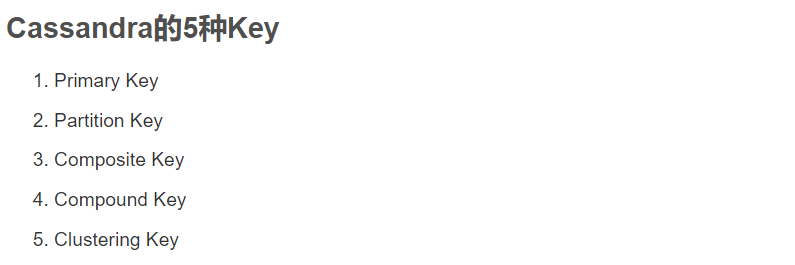 Cassandra的5种Key
1. Primary Key
2. Partition Key
3. Composite Key
4. Compound Key
5. Clustering Key